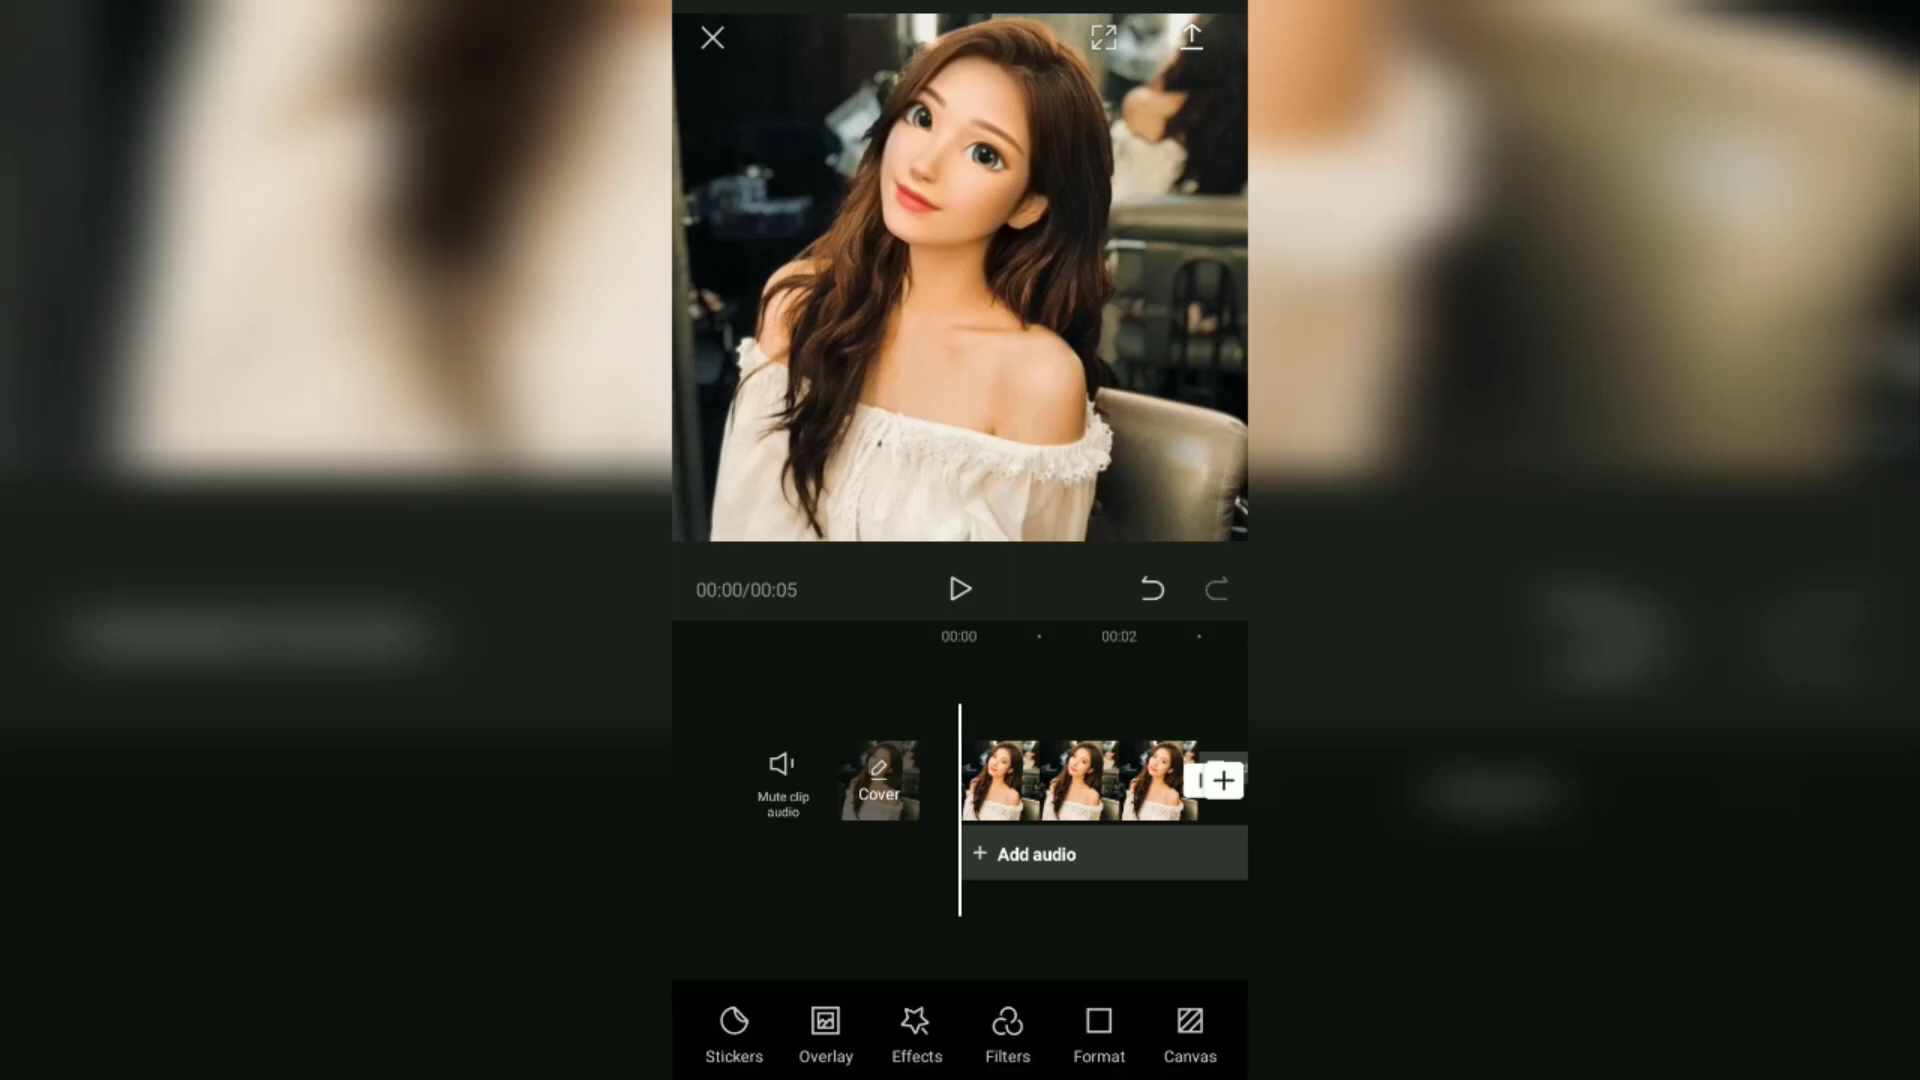 00:00/00:05
00:00
00:02
Mute clip
audio
Cover
Add audio
Stickers
Overlay
Effects
Filters
Format
Canvas